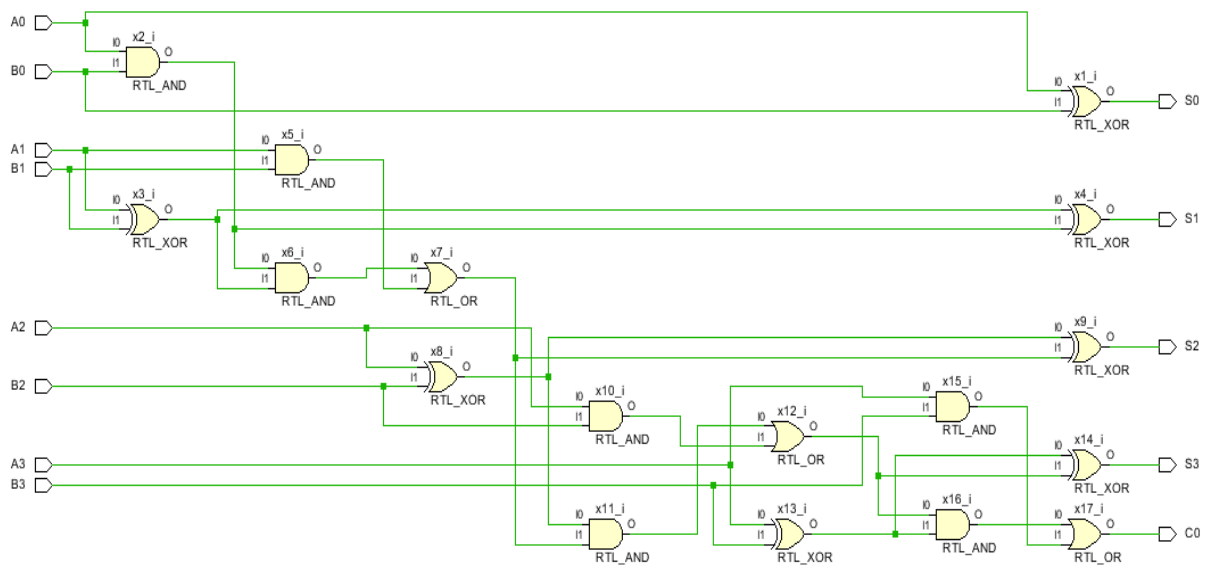 A0
x2_i
I0
O
I1
RTL_AND
B0
x1_i
I0
O
I1
RTL_XOR
S0
A1
B1
x5_i
I0
O
I1
RTL_AND
x3_i
I0
O
I1
RTL_XOR
x4_i
I0
O
I1
RTL_XOR
S1
x6_i
I0
O
I1
RTL_AND
x7_i
I0
O
I1
RTL_OR
A2
x9_i
I0
O
I1
RTL_XOR
S2
x8_i
I0
O
I1
RTL_XOR
B2
x10_i
I0
O
I1
RTL_AND
x12_i
I0
O
I1
RTL_OR
x15_i
I0
O
I1
RTL_AND
A3
B3
x14_i
I0
O
I1
RTL_XOR
S3
x11_i
I0
O
I1
RTL_AND
x13_i
I0
O
I1
RTL_XOR
x16_i
I0
O
I1
RTL_AND
x17_i
I0
O
I1
RTL_OR
C0